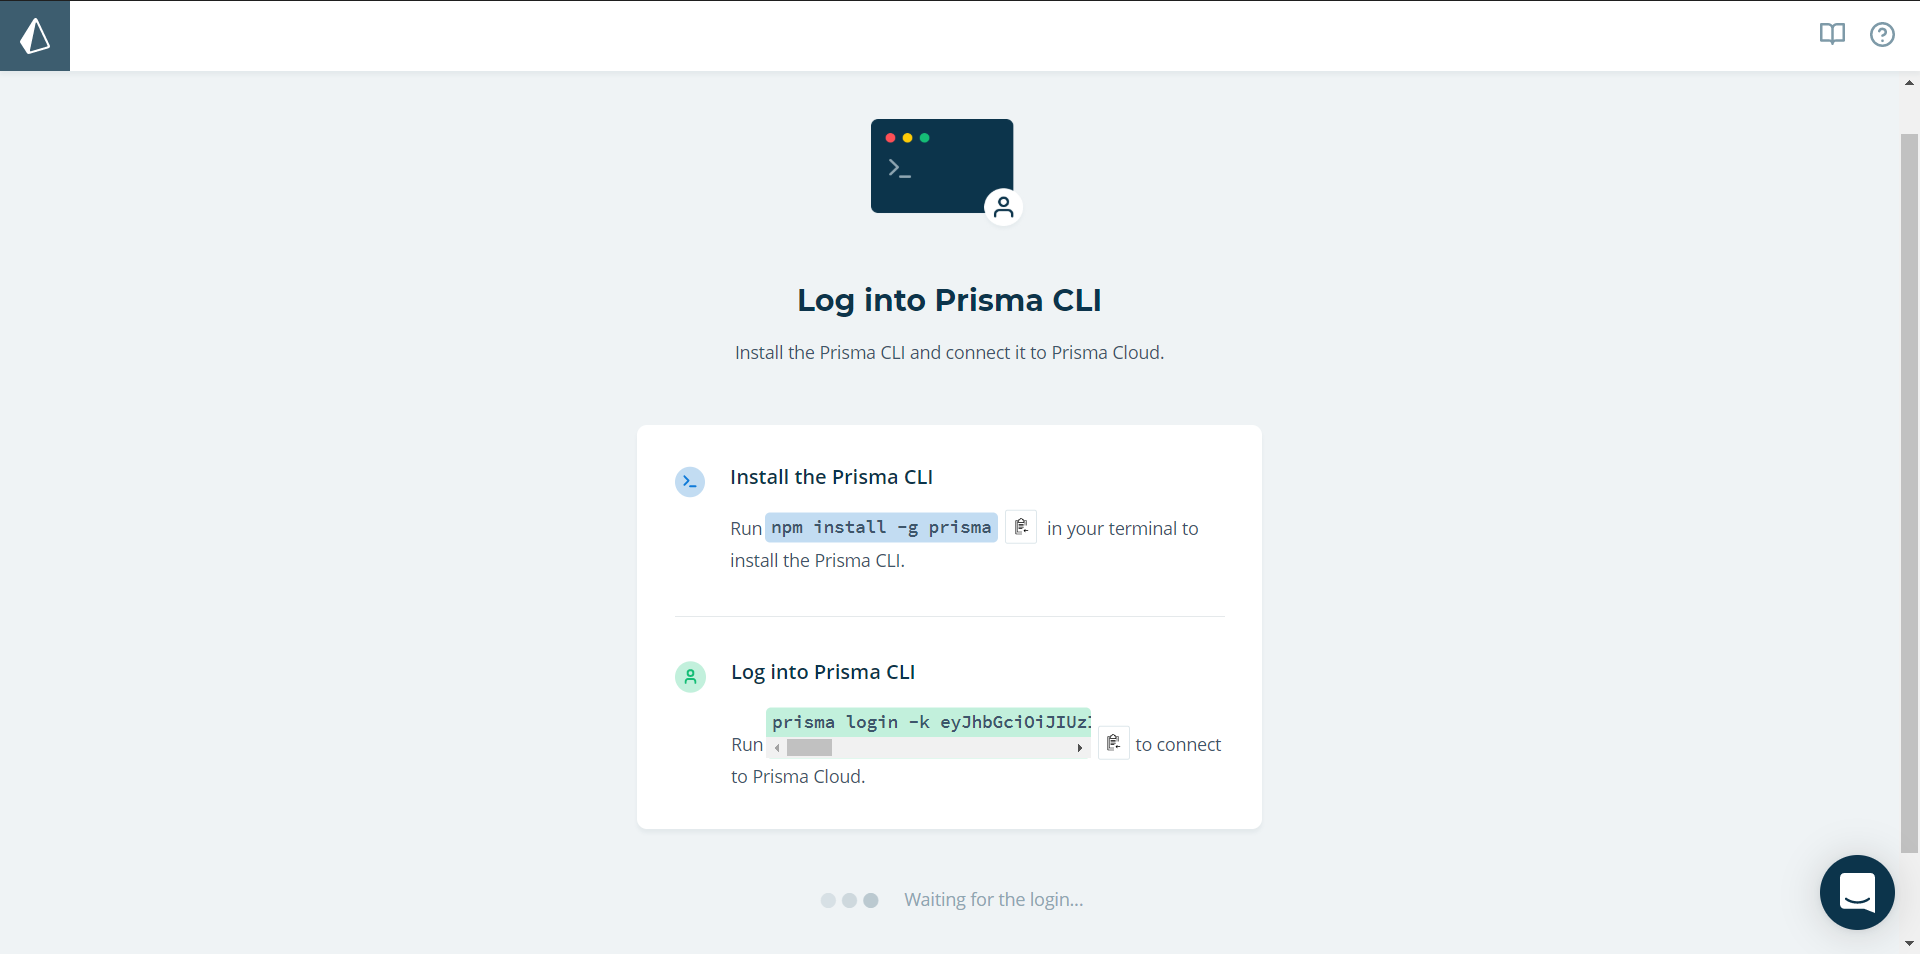 Log into Prisma CLI
Install the Prisma CLI and connect it to Prisma Cloud.
Install the Prisma CLI
Run npm install -g prisma in your terminal to
install the Prisma CLI.
Log into Prisma CLI
prisma login -k eyJhbGciOiJIUz
Run to connect
to Prisma Cloud.
Waiting for the login...